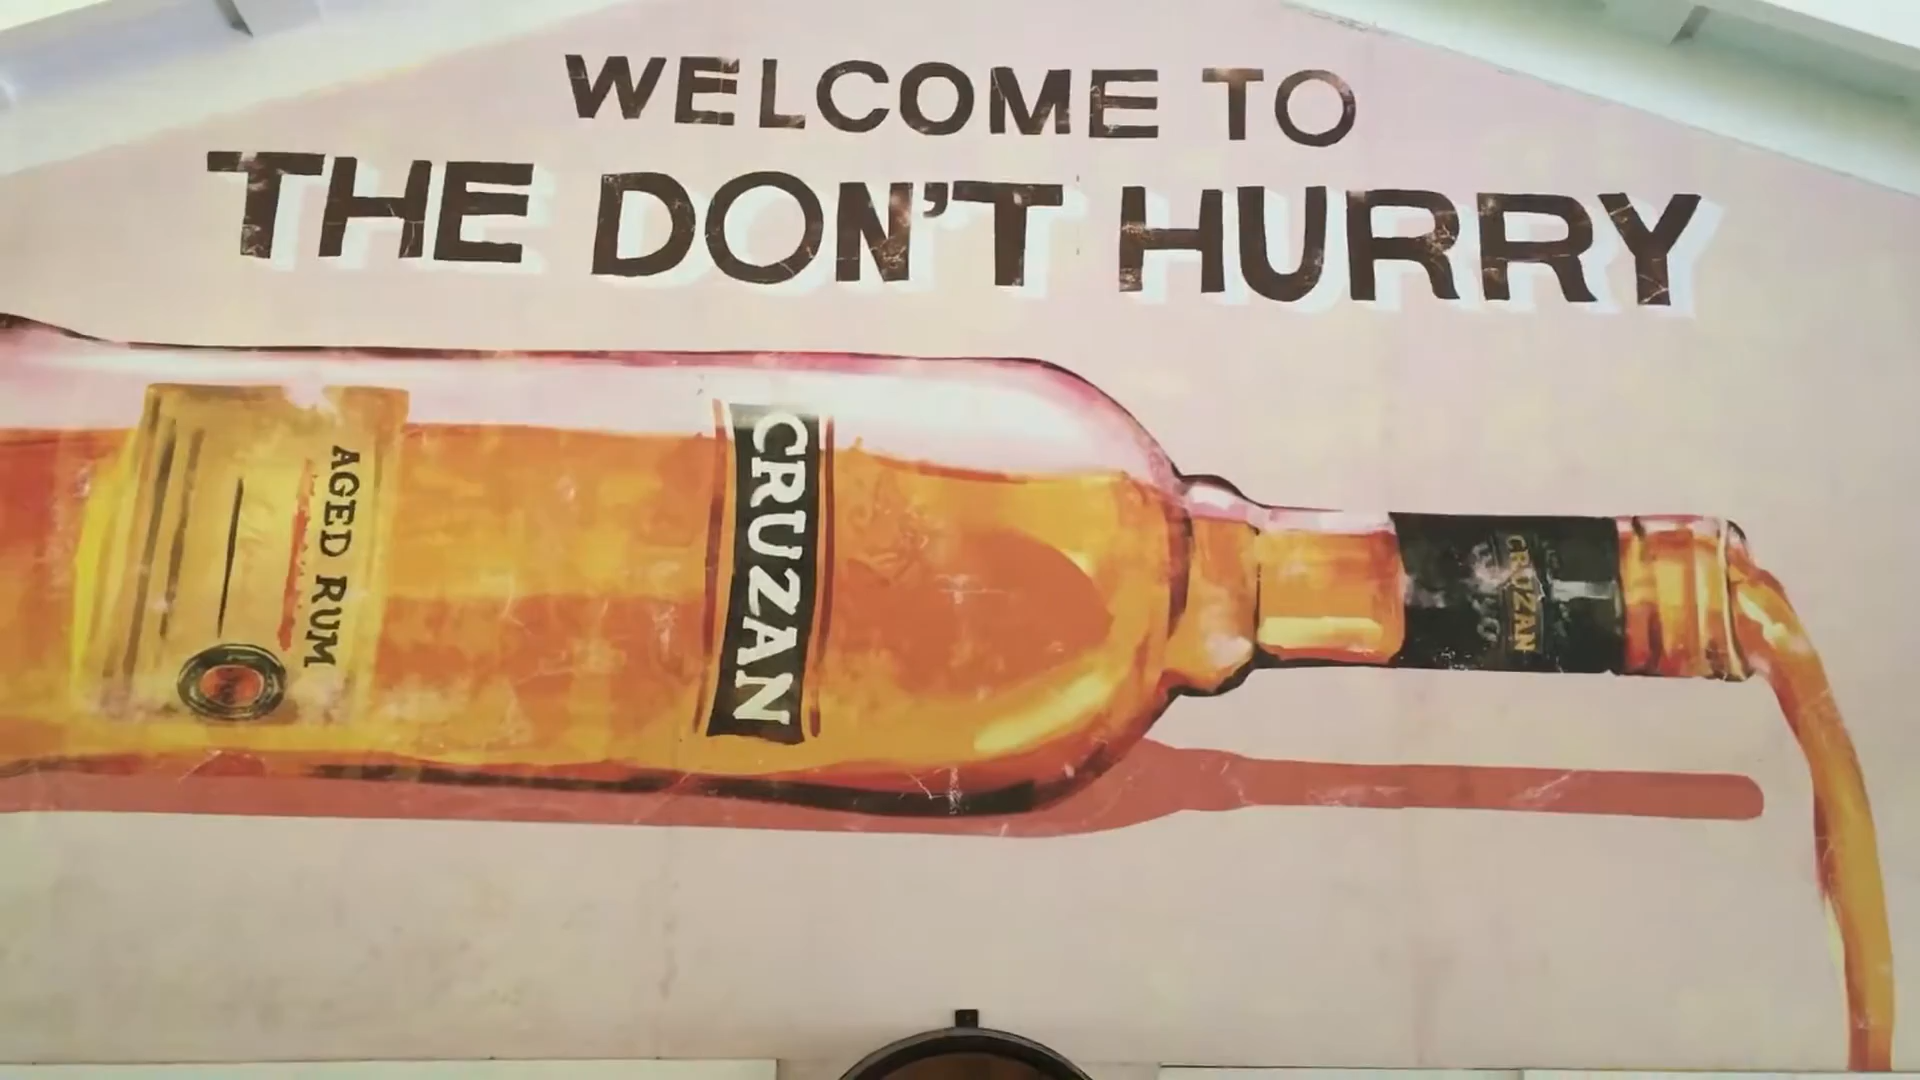 WELCOME TO
THE DON'T HURRY
AGED RUM
CRUZAN
CRUZAN